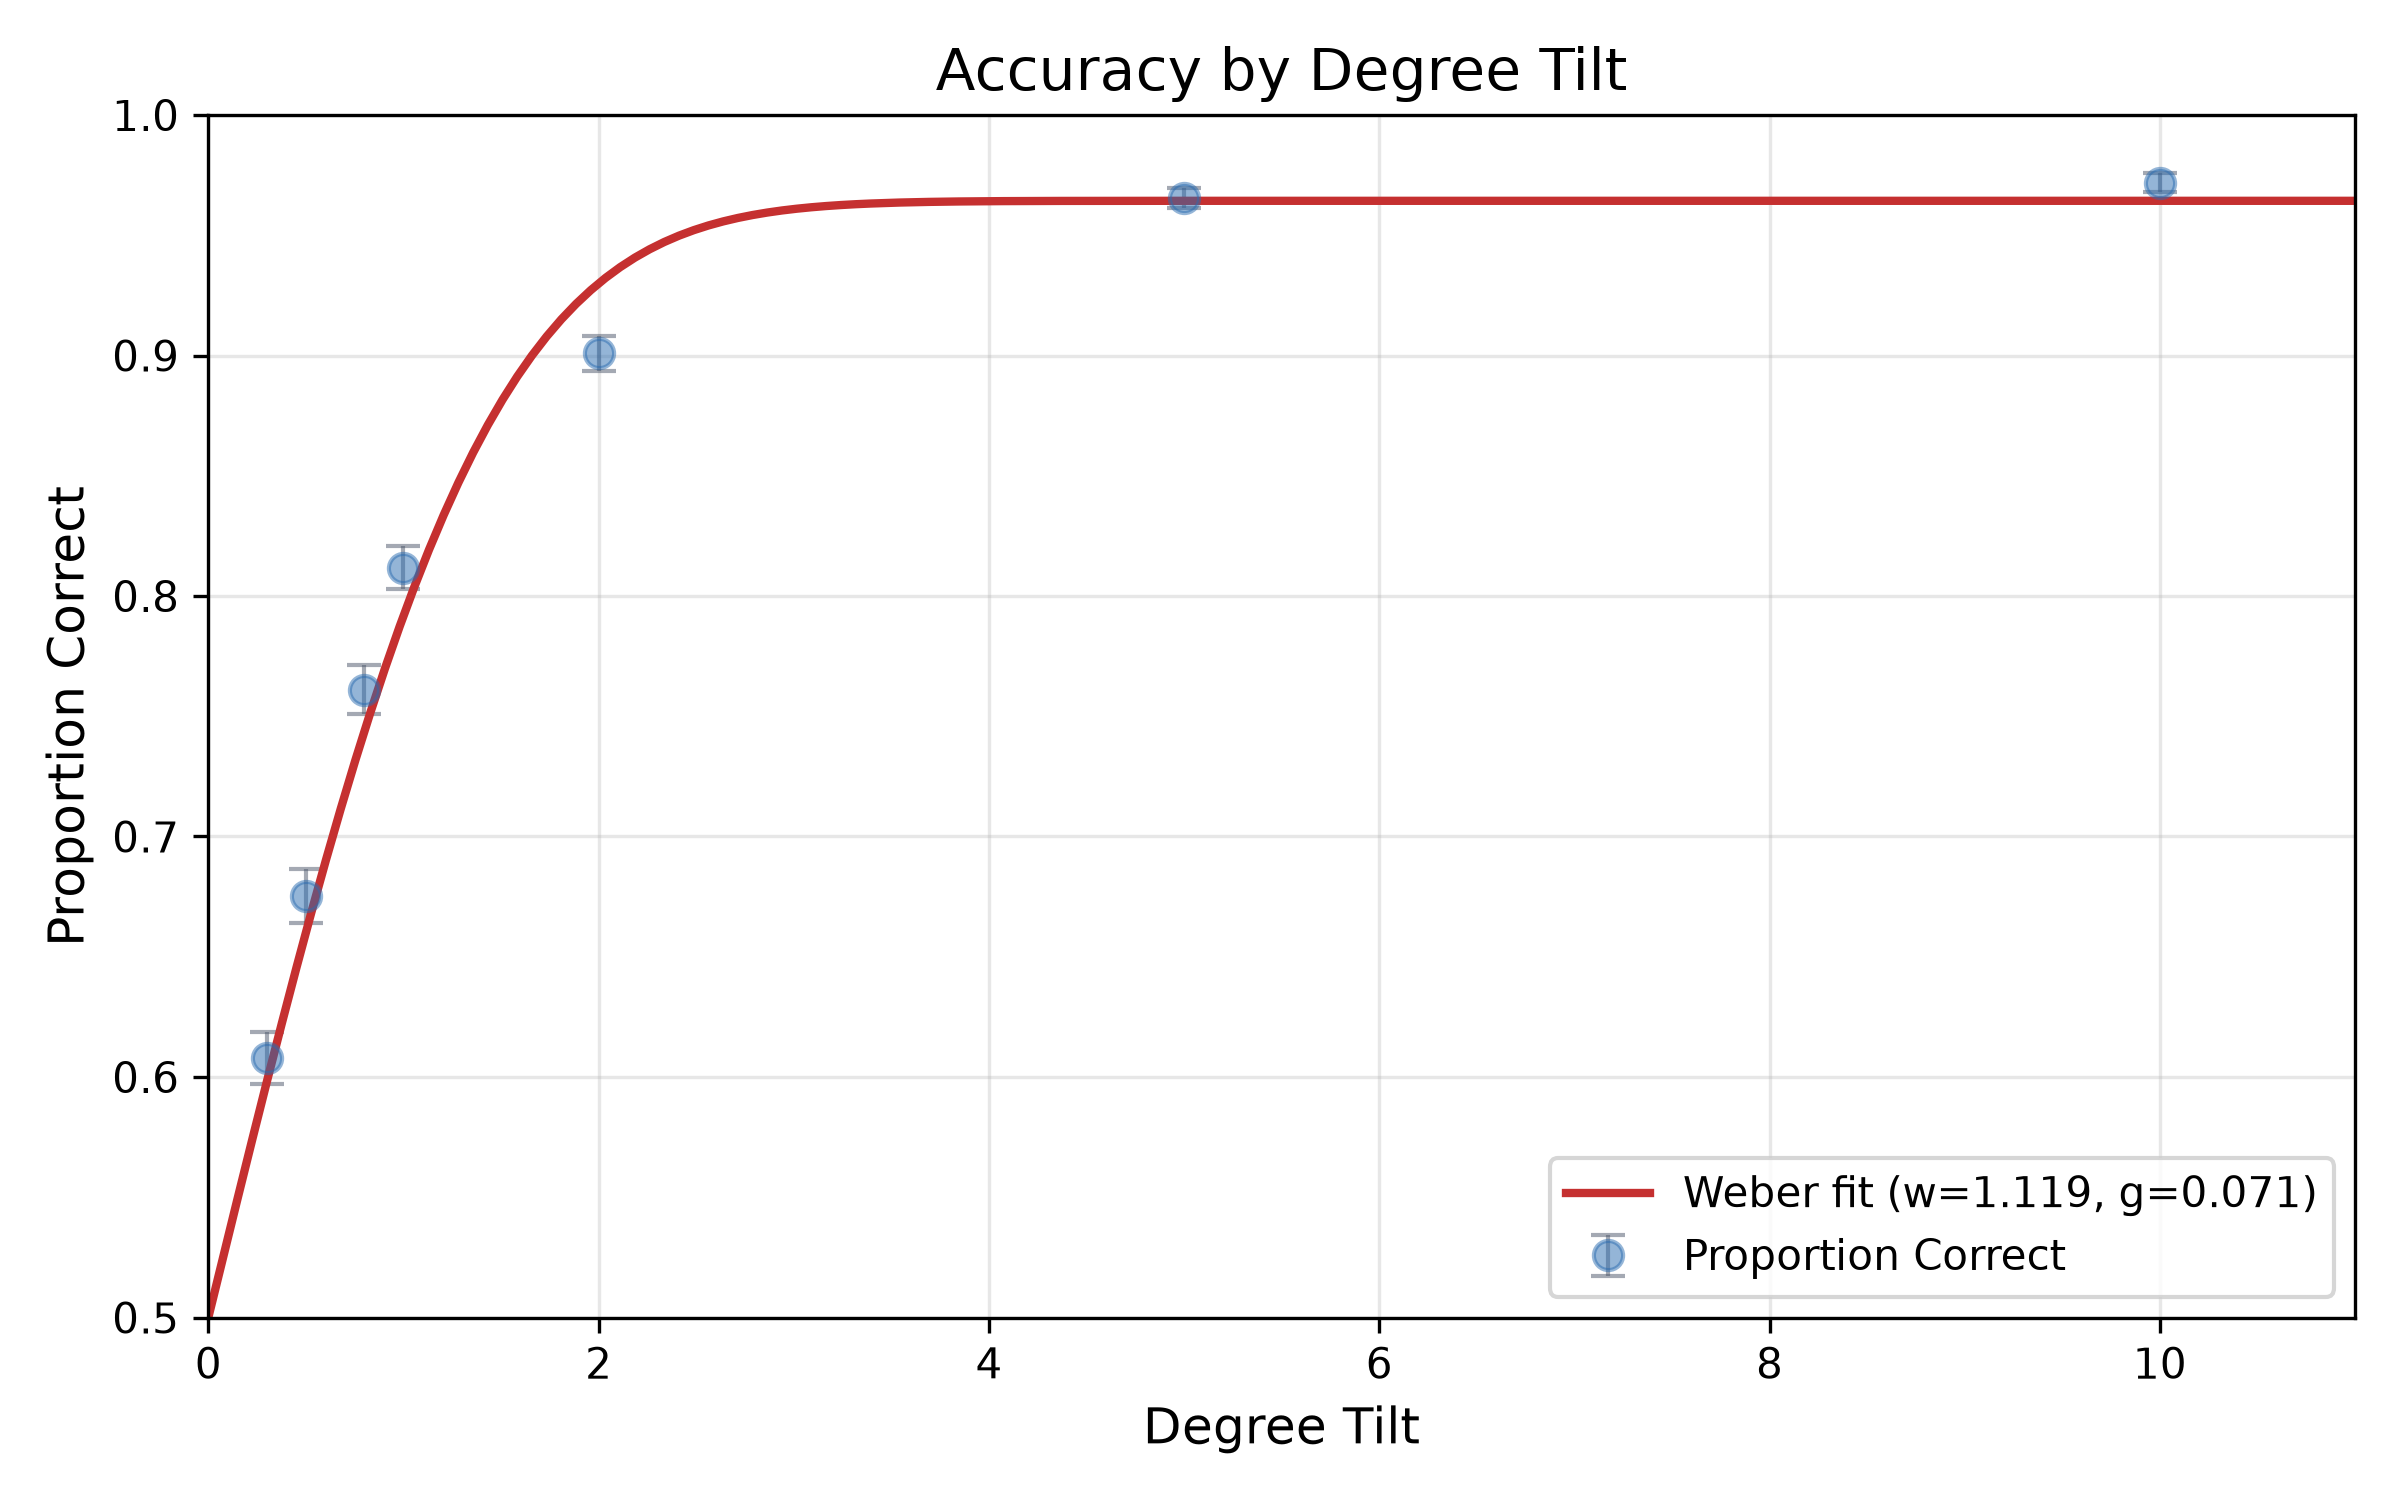 Accuracy by Degree Tilt
1.0
0.9
0.8
0.7
0.6
0.5
Proportion Correct
0
2
4
6
8
10
Degree Tilt
Weber fit (w=1.119, g=0.071)
Proportion Correct